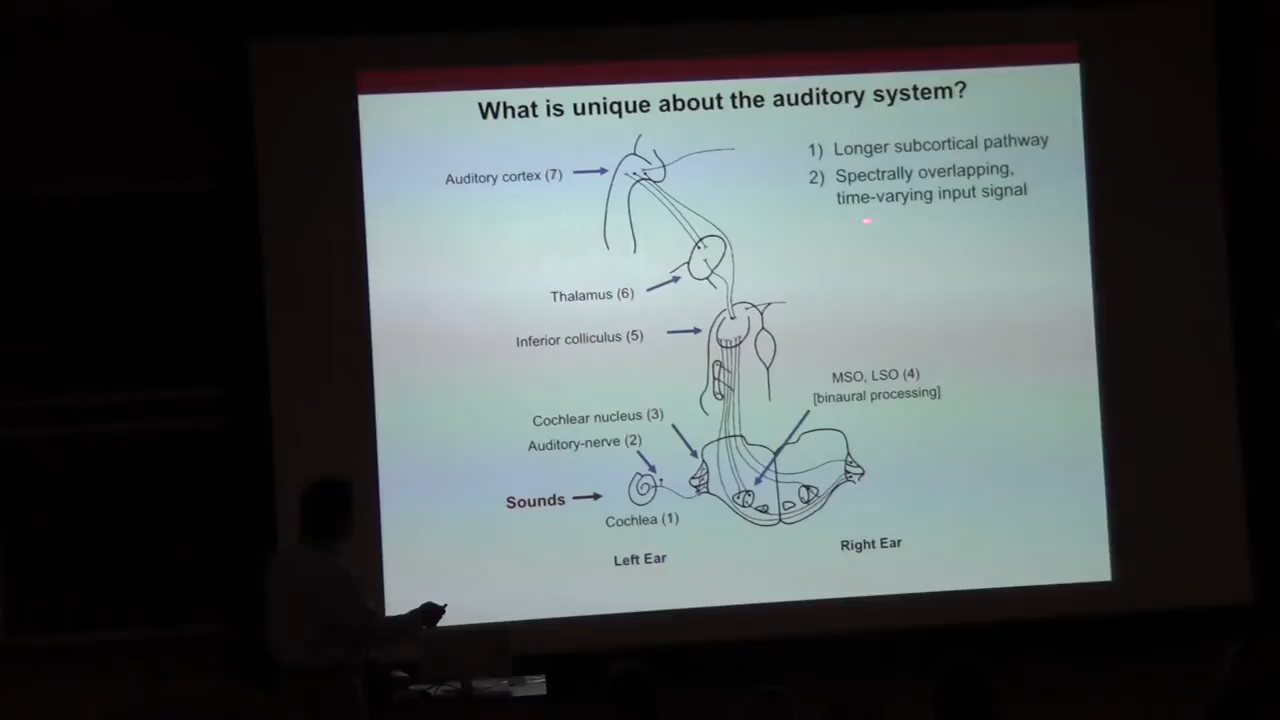 What is unique about the auditory system?
1) Longer subcortical pathway
2) Spectrally overlapping,
time-varying input signal
Auditory cortex (7)
Thalamus (6)
Inferior colliculus (5)
MSO, LSO (4)
[binaural processing]
Cochlear nucleus (3)
Auditory-nerve (2)
Sounds
Cochlea (1)
Left Ear
Right Ear